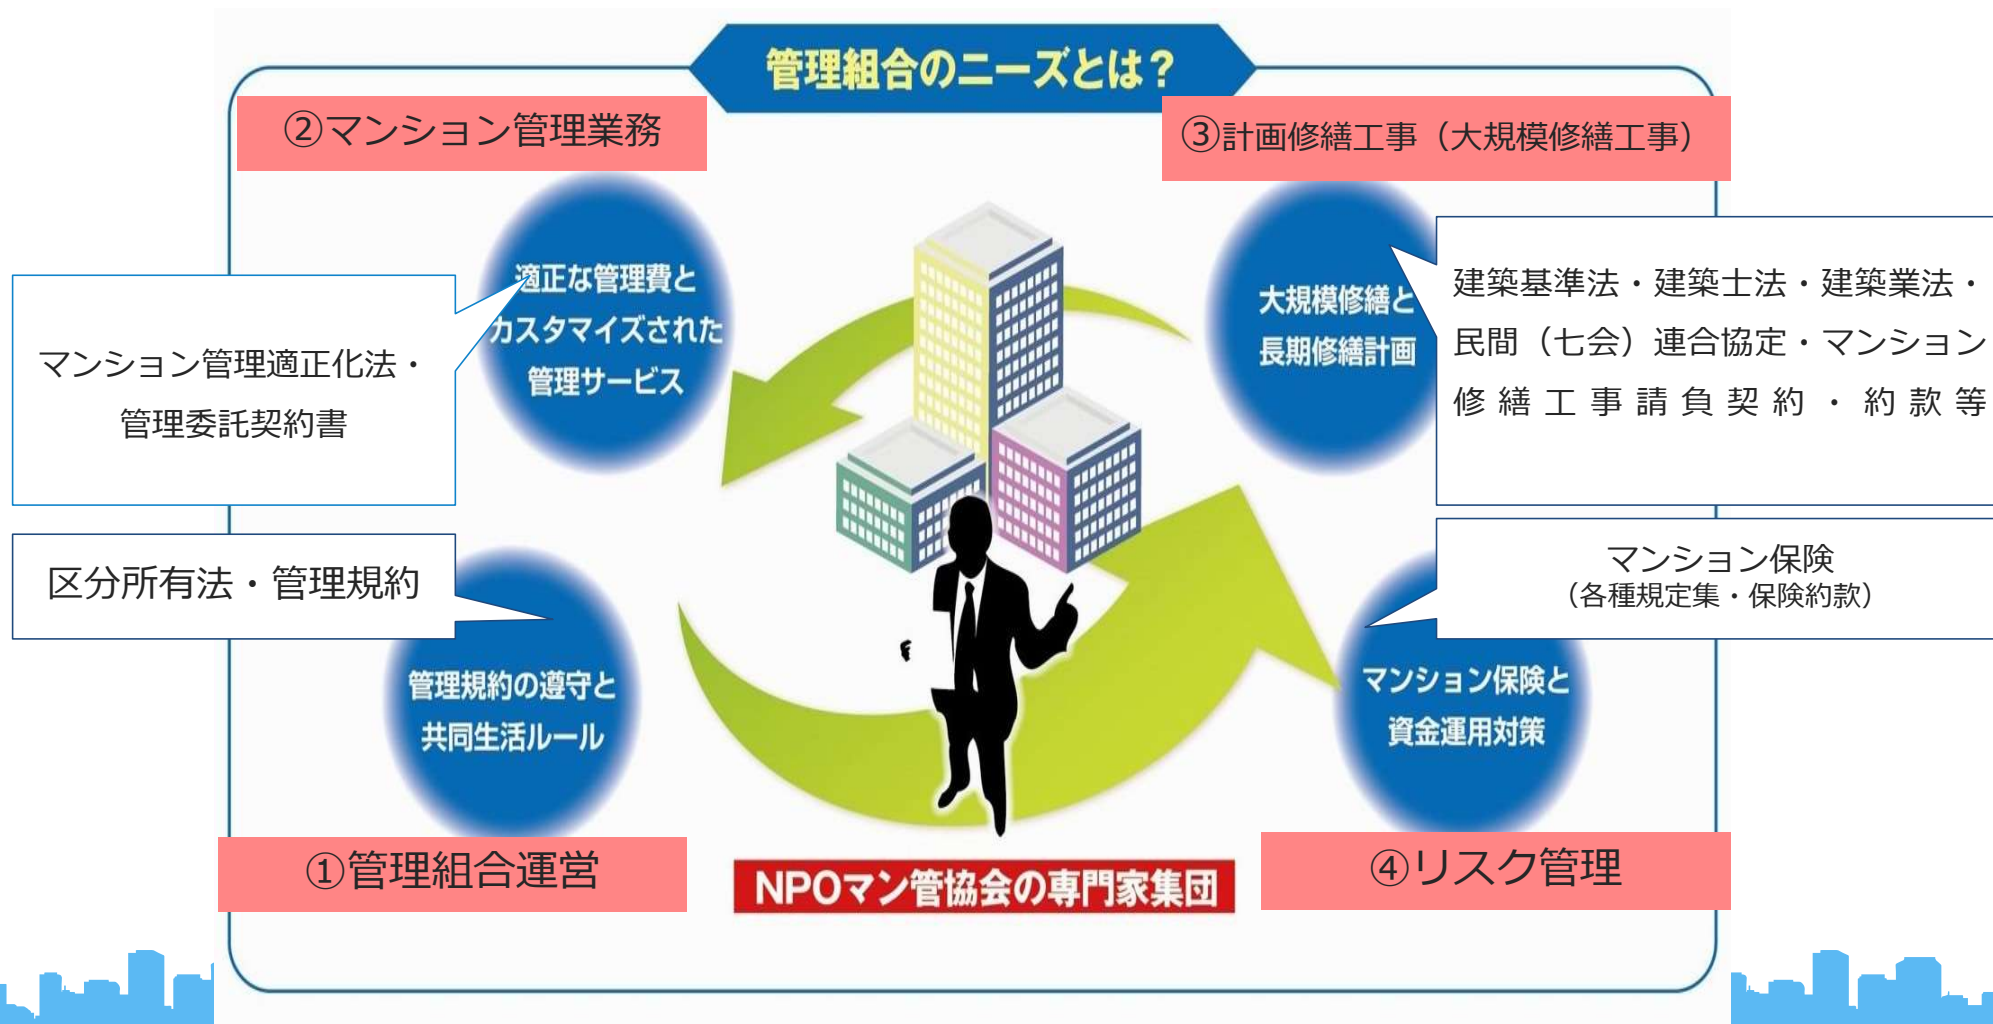 管理組合のニーズとは？
②マンション管理業務
③計画修繕工事（大規模修繕工事）
適正な管理費と
カスタマイズされた
管理サービス
マンション管理適正化法・
管理委託契約書
大規模修繕と
長期修繕計画
建築基準法・建築士法・建築業法・
民間（七会）連合協定・マンション
修繕工事請負契約・約款等
区分所有法・管理規約
管理規約の遵守と
共同生活ルール
マンション保険
（各種規定集・保険約款）
マンション保険と
資金運用対策
①管理組合運営
NPOマン管協会の専門家集団
④リスク管理